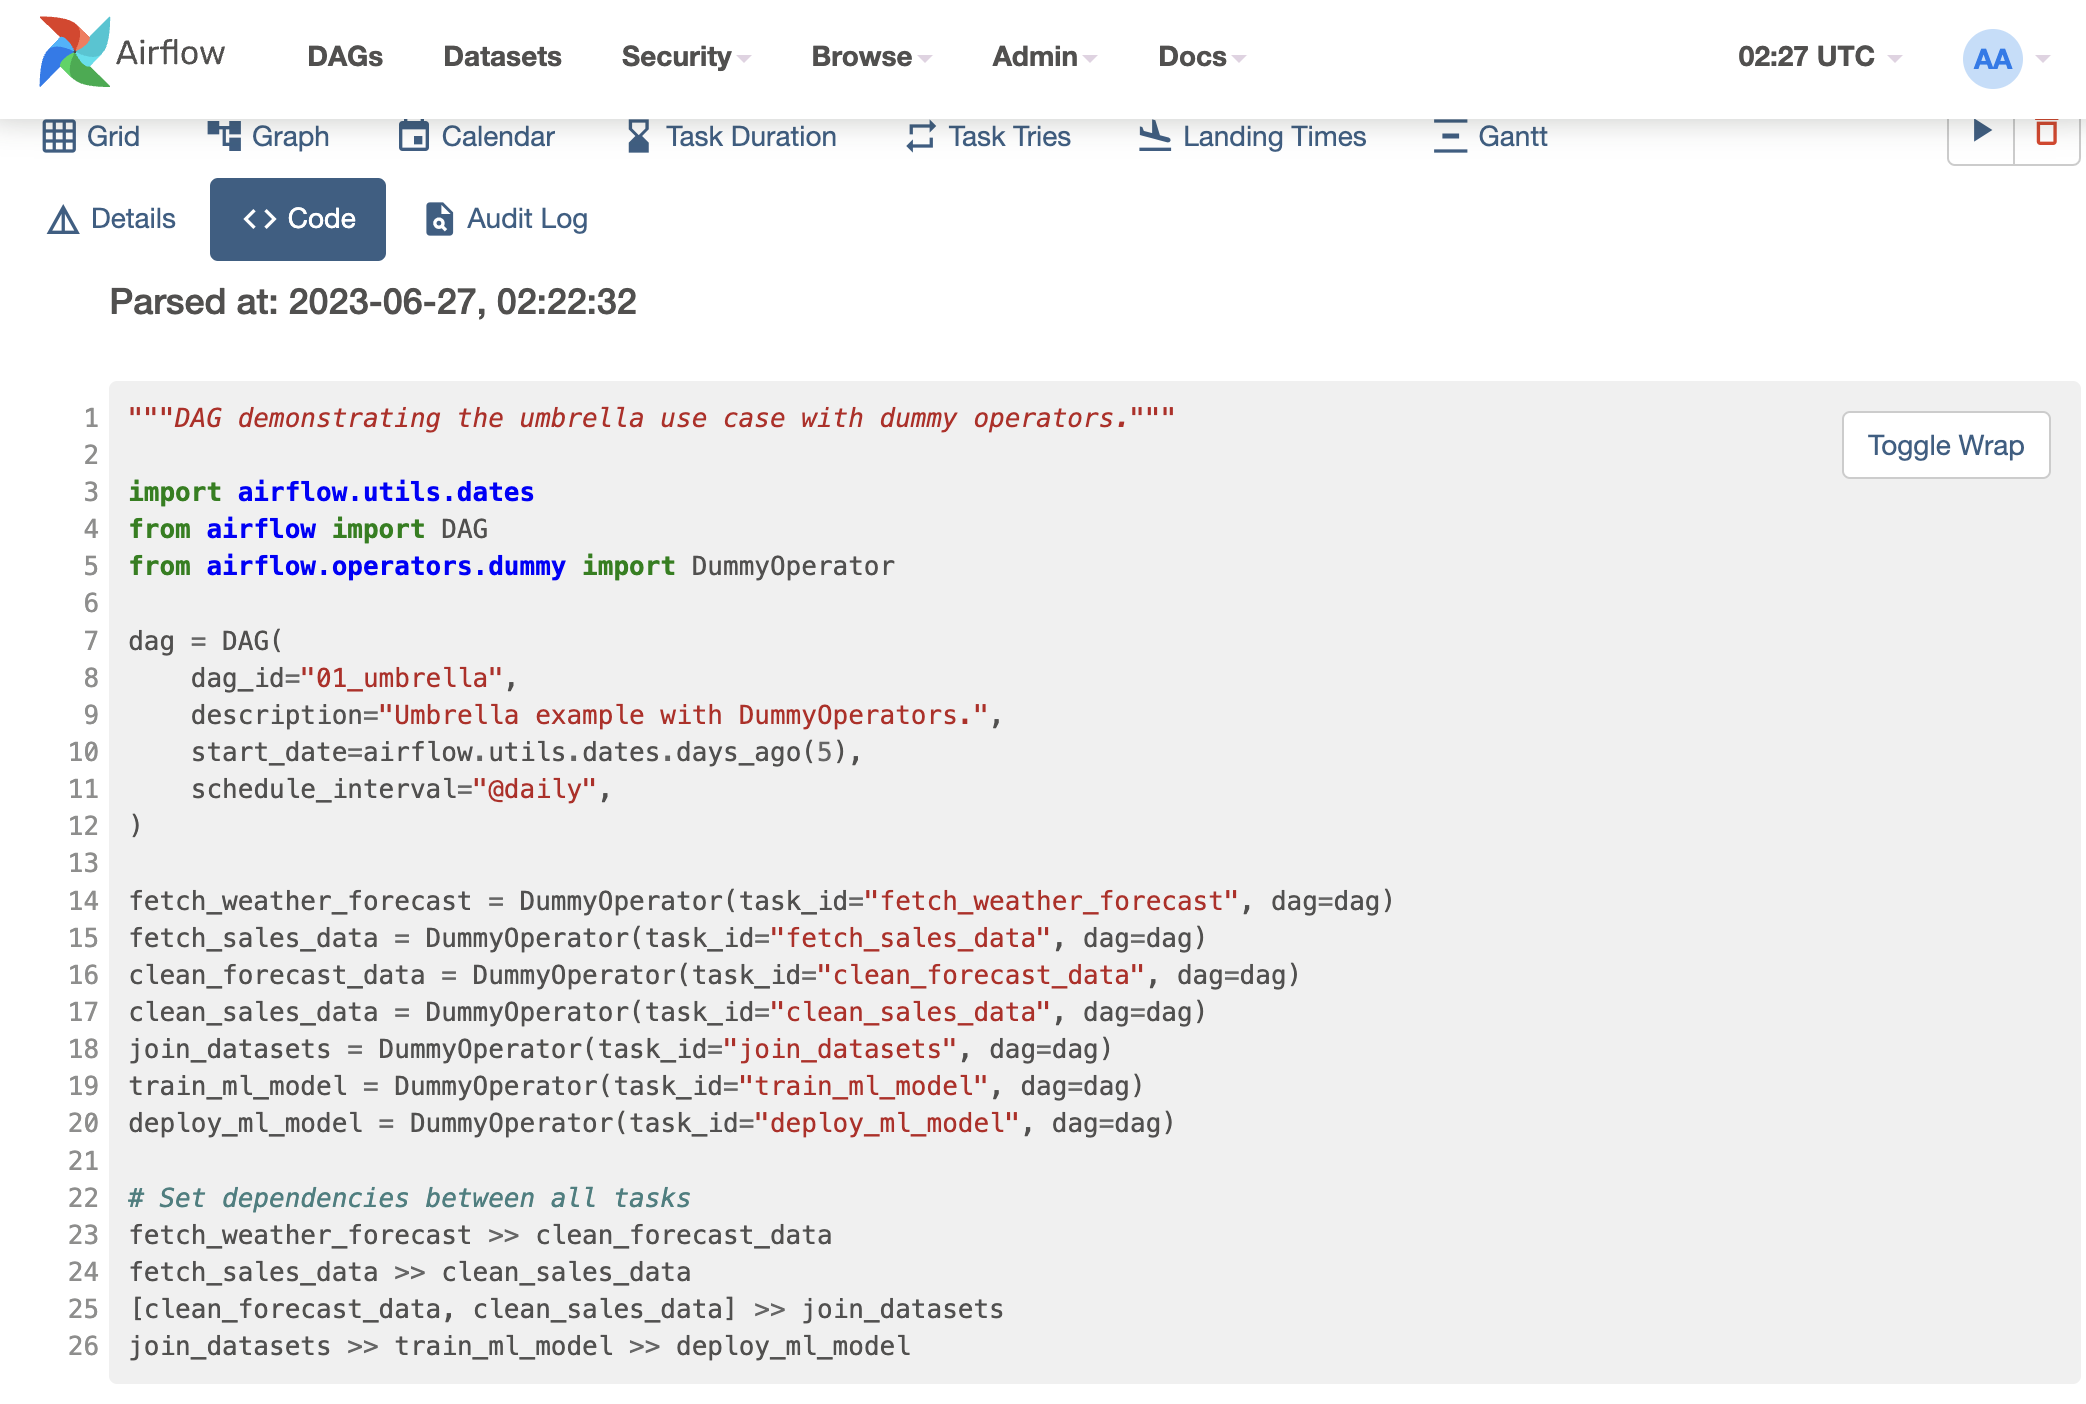 Airflow DAGs Datasets Security Browse Admin Docs 02:27 UTC AA
Grid Graph Calendar Task Duration Task Tries Landing Times Gantt
Details <> Code Audit Log
Parsed at: 2023-06-27, 02:22:32
Toggle Wrap
1 """DAG demonstrating the umbrella use case with dummy operators."""
2
3 import airflow.utils.dates
4 from airflow import DAG
5 from airflow.operators.dummy import DummyOperator
6
7 dag = DAG(
8     dag_id="01_umbrella",
9     description="Umbrella example with DummyOperators.",
10     start_date=airflow.utils.dates.days_ago(5),
11     schedule_interval="@daily",
12 )
13
14 fetch_weather_forecast = DummyOperator(task_id="fetch_weather_forecast", dag=dag)
15 fetch_sales_data = DummyOperator(task_id="fetch_sales_data", dag=dag)
16 clean_forecast_data = DummyOperator(task_id="clean_forecast_data", dag=dag)
17 clean_sales_data = DummyOperator(task_id="clean_sales_data", dag=dag)
18 join_datasets = DummyOperator(task_id="join_datasets", dag=dag)
19 train_ml_model = DummyOperator(task_id="train_ml_model", dag=dag)
20 deploy_ml_model = DummyOperator(task_id="deploy_ml_model", dag=dag)
21
22 # Set dependencies between all tasks
23 fetch_weather_forecast >> clean_forecast_data
24 fetch_sales_data >> clean_sales_data
25 [clean_forecast_data, clean_sales_data] >> join_datasets
26 join_datasets >> train_ml_model >> deploy_ml_model